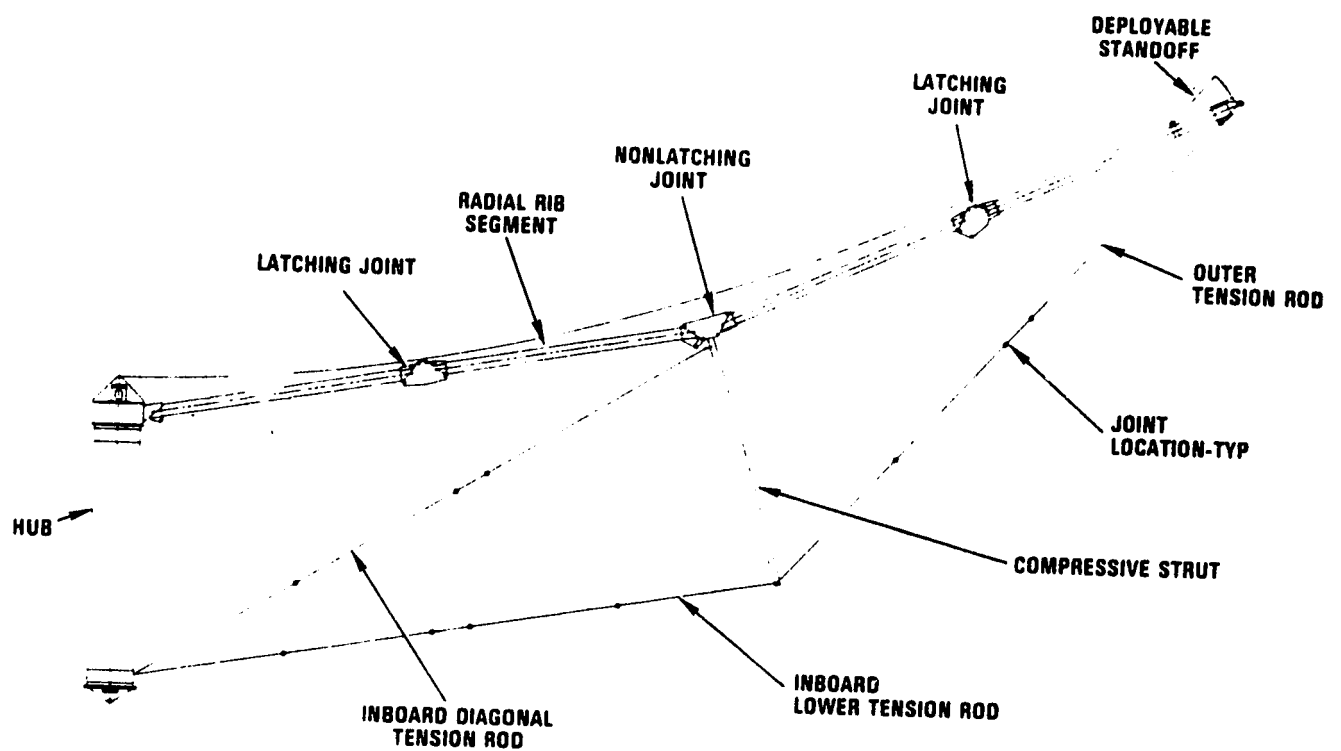 DEPLOYABLE
STANDOFF
LATCHING
JOINT
NONLATCHING
JOINT
RADIAL RIB
SEGMENT
LATCHING JOINT
OUTER
TENSION ROD
JOINT
LOCATION-TYP
HUB
COMPRESSIVE STRUT
INBOARD
LOWER TENSION ROD
INBOARD DIAGONAL
TENSION ROD